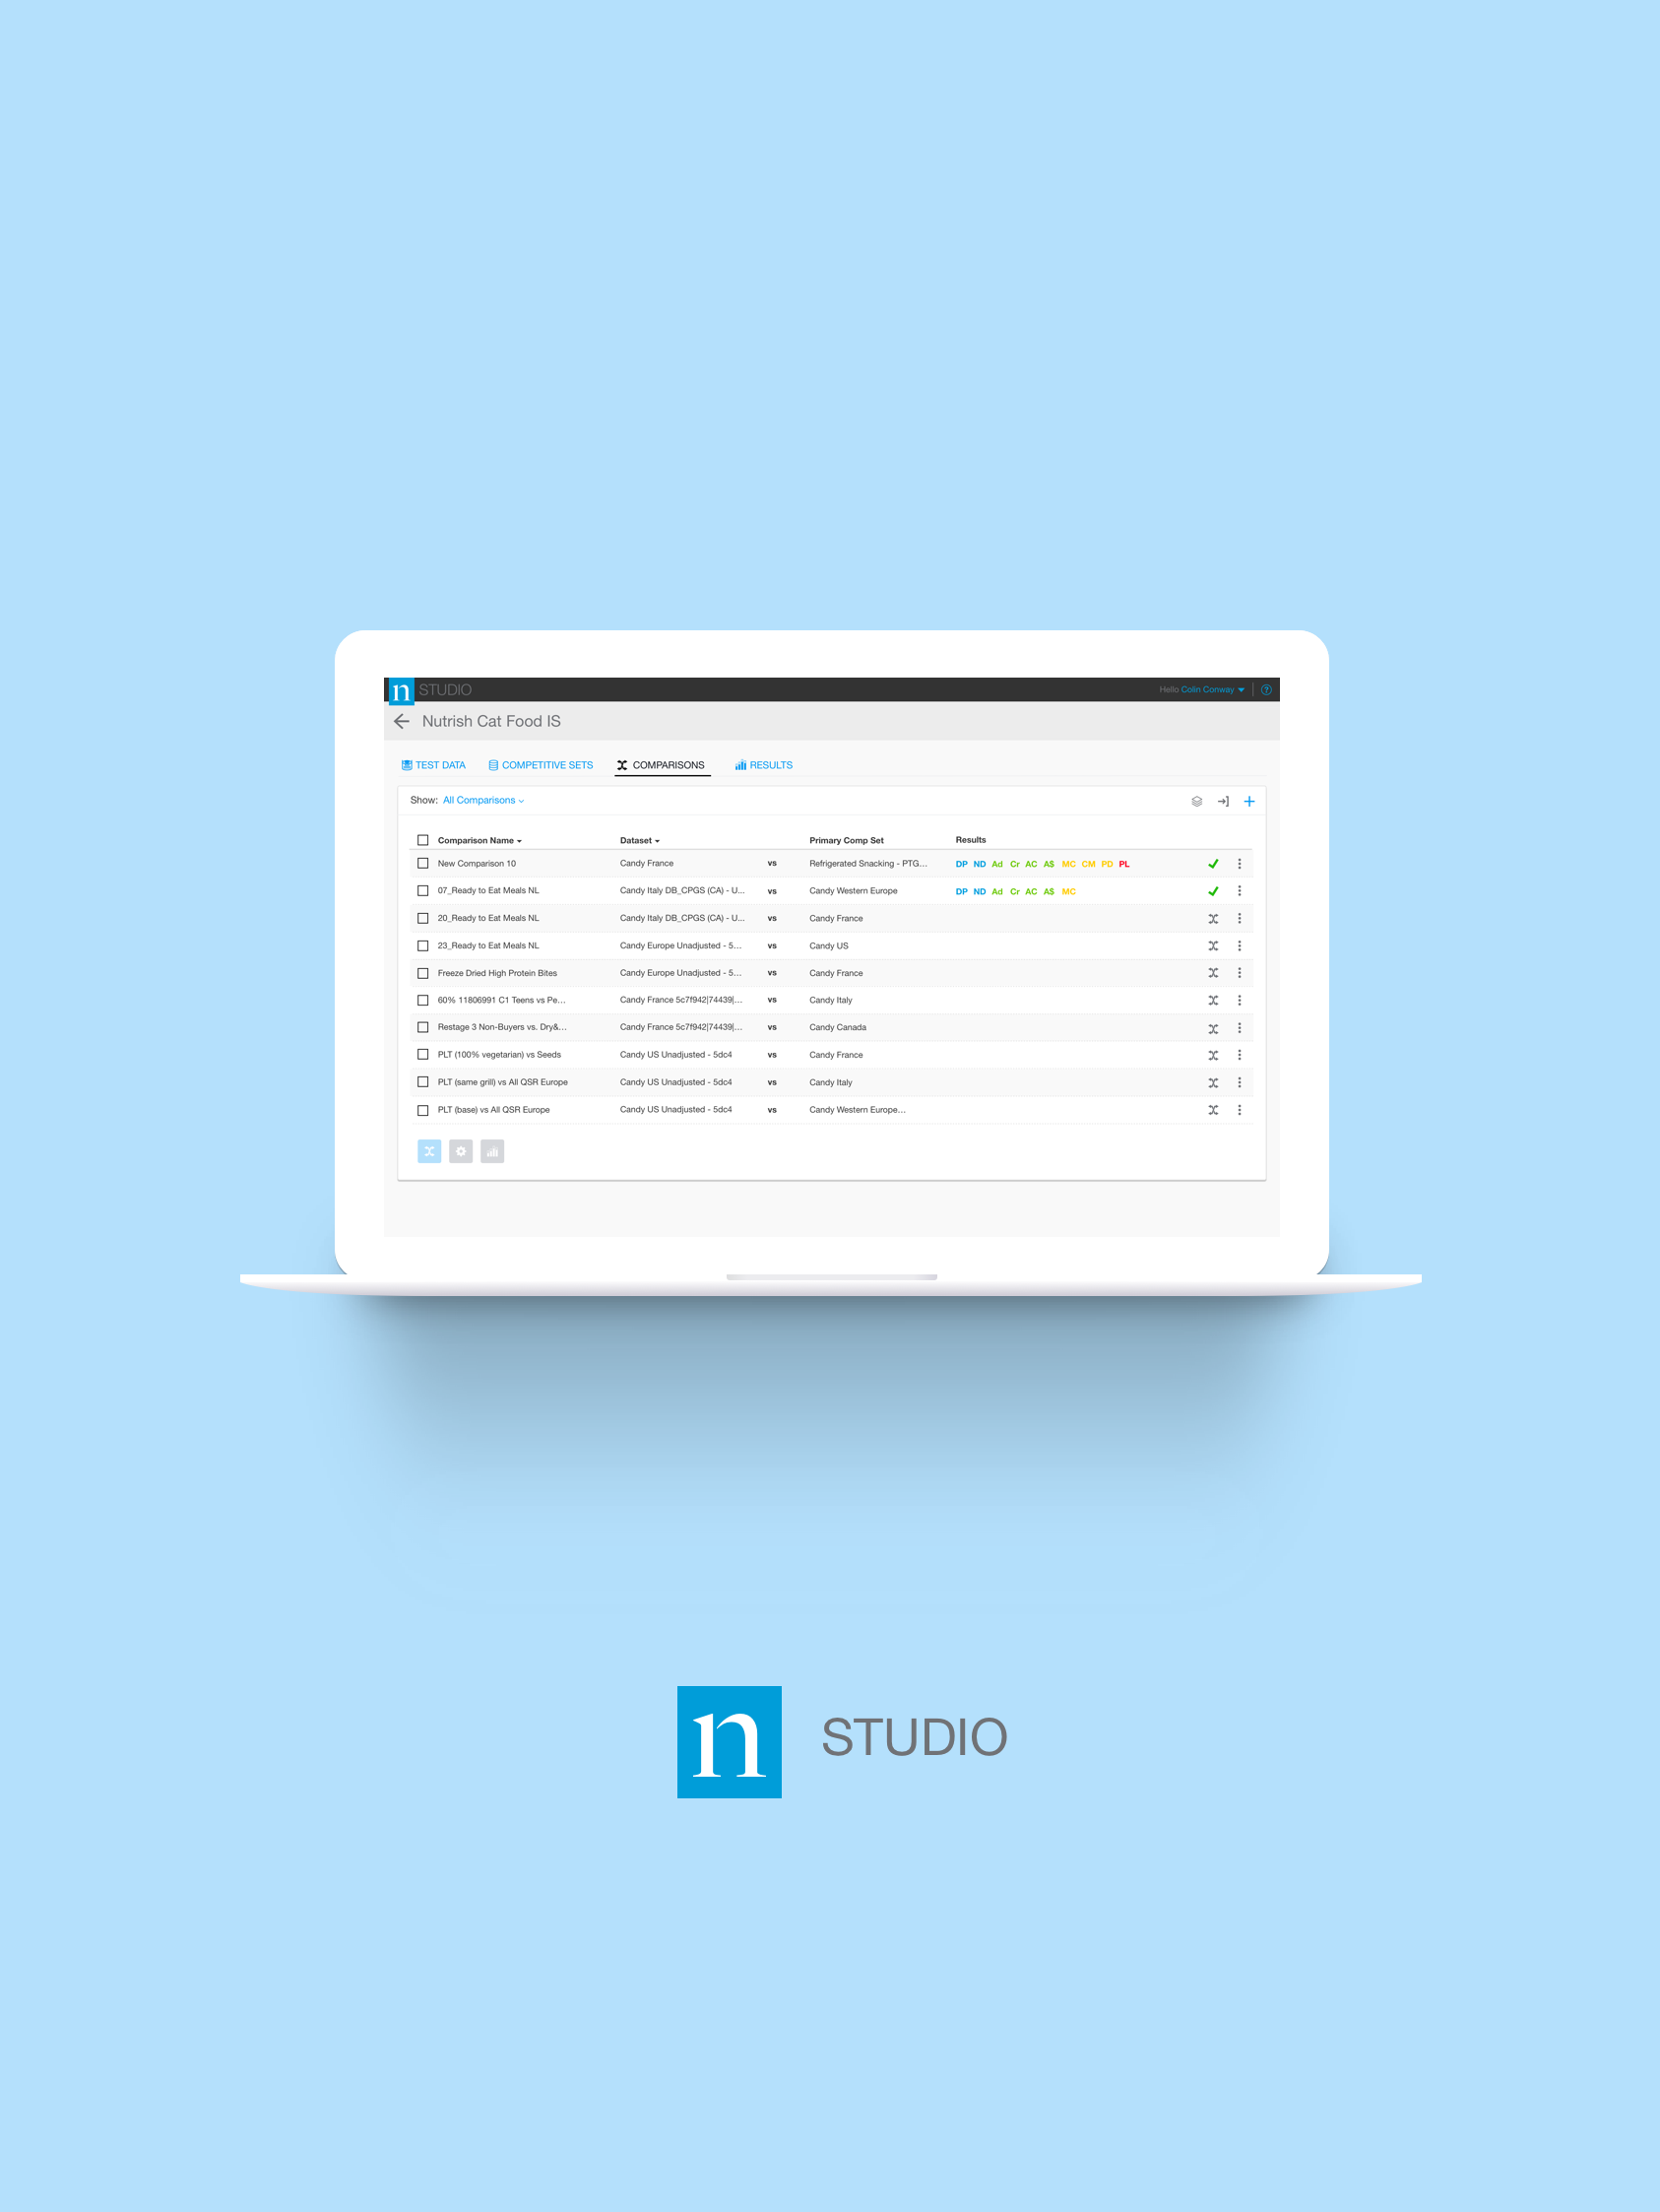 n STUDIO Hello Colin Conway ?
Nutrish Cat Food IS
TEST DATA COMPETITIVE SETS COMPARISONS RESULTS
Show: All Comparisons
Comparison Name Dataset Primary Comp Set Results
New Comparison 10 Candy France vs Refrigerated Snacking - PTG... DP ND Ad Cr AC A$ MC CM PD PL
07_Ready to Eat Meals NL Candy Italy DB_CPGS (CA) - U... vs Candy Western Europe DP ND Ad Cr AC A$ MC
20_Ready to Eat Meals NL Candy Italy DB_CPGS (CA) - U... vs Candy France
23_Ready to Eat Meals NL Candy Europe Unadjusted - 5... vs Candy US
Freeze Dried High Protein Bites Candy Europe Unadjusted - 5... vs Candy France
60% 11806991 C1 Teens vs Pe... Candy France 5c7f942|74439|... vs Candy Italy
Restage 3 Non-Buyers vs. Dry&... Candy France 5c7f942|74439|... vs Candy Canada
PLT (100% vegetarian) vs Seeds Candy US Unadjusted - 5dc4 vs Candy France
PLT (same grill) vs All QSR Europe Candy US Unadjusted - 5dc4 vs Candy Italy
PLT (base) vs All QSR Europe Candy US Unadjusted - 5dc4 vs Candy Western Europe...
n STUDIO